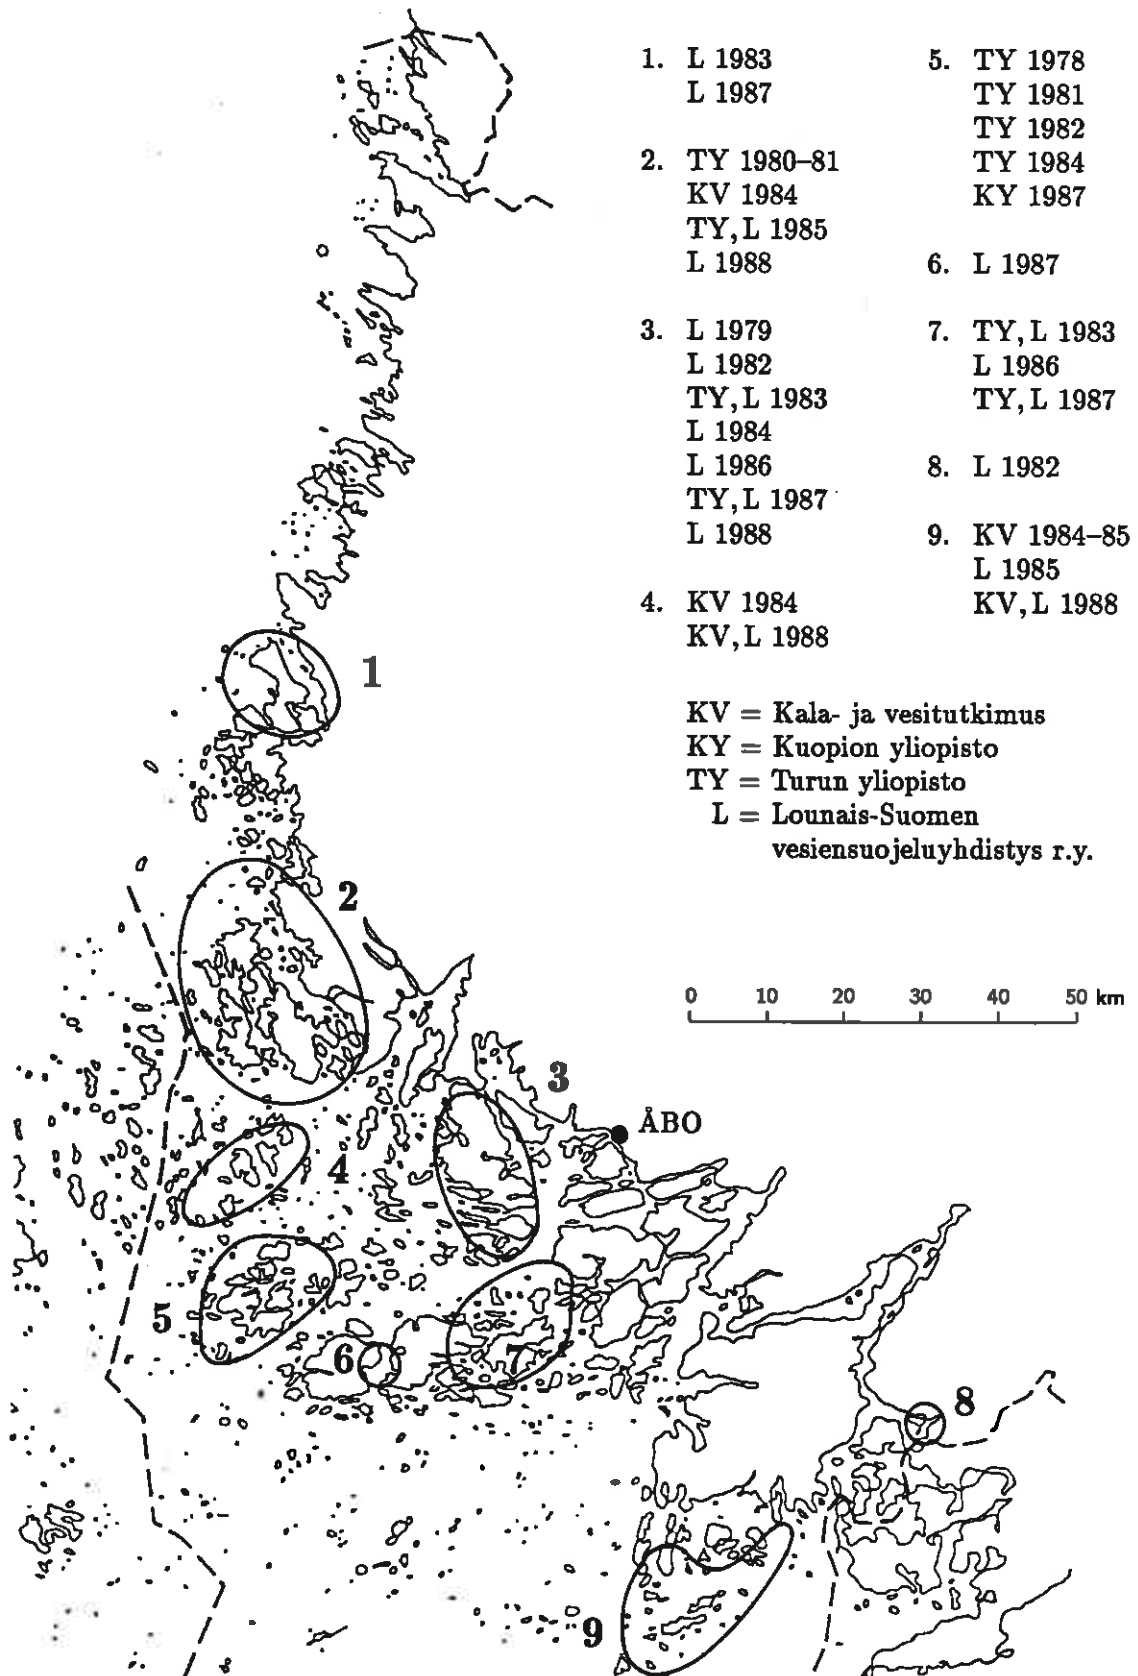 1. L 1983
L 1987
2. TY 1980–81
KV 1984
TY, L 1985
L 1988
3. L 1979
L 1982
TY, L 1983
L 1984
L 1986
TY, L 1987
L 1988
4. KV 1984
KV, L 1988
5. TY 1978
TY 1981
TY 1982
TY 1984
KY 1987
6. L 1987
7. TY, L 1983
L 1986
TY, L 1987
8. L 1982
9. KV 1984–85
L 1985
KV, L 1988
KV = Kala- ja vesitutkimus
KY = Kuopion yliopisto
TY = Turun yliopisto
L = Lounais-Suomen
vesiensuojeluyhdistys r.y.
1
2
0 10 20 30 40 50 km
3
ÅBO
4
5
6
7
8
9